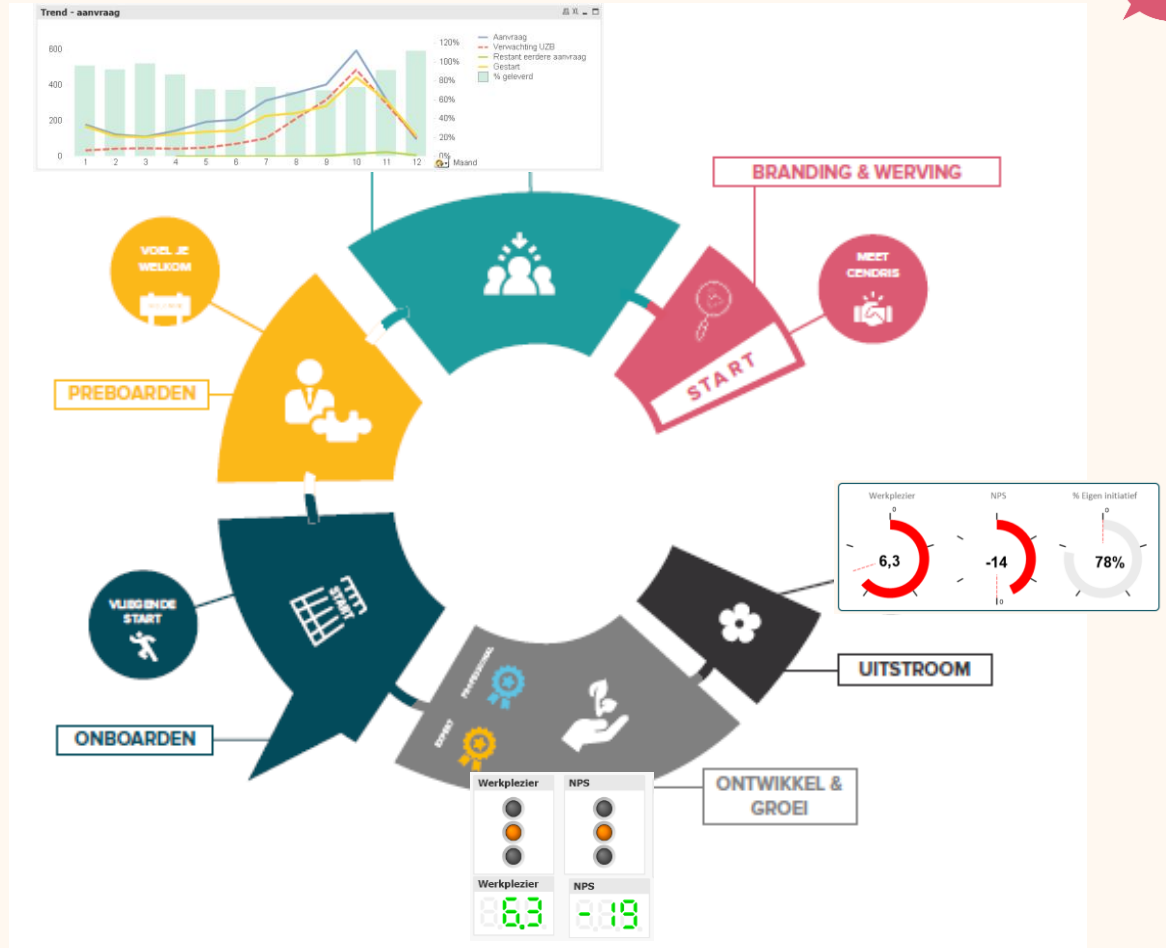 Trend - aanvraag
XL
600
400
200
0
1 2 3 4 5 6 7 8 9 10 11 12
120%
100%
80%
60%
40%
20%
0%
Maand
Aanvraag
Verwachting UZB
Restant eerdere aanvraag
Gestart
% geleverd
BRANDING & WERVING
VOEL JE
WELKOM
MEET
CENDRIS
START
PREBOARDEN
Werkplezier
0
6,3
NPS
0
-14
10
% Eigen initiatief
0
78%
START
VLIEGENDE
START
PROFESSIONAL
EXPERT
UITSTROOM
ONBOARDEN
ONTWIKKEL &
GROEI
Werkplezier
NPS
Werkplezier
6,3
NPS
-19